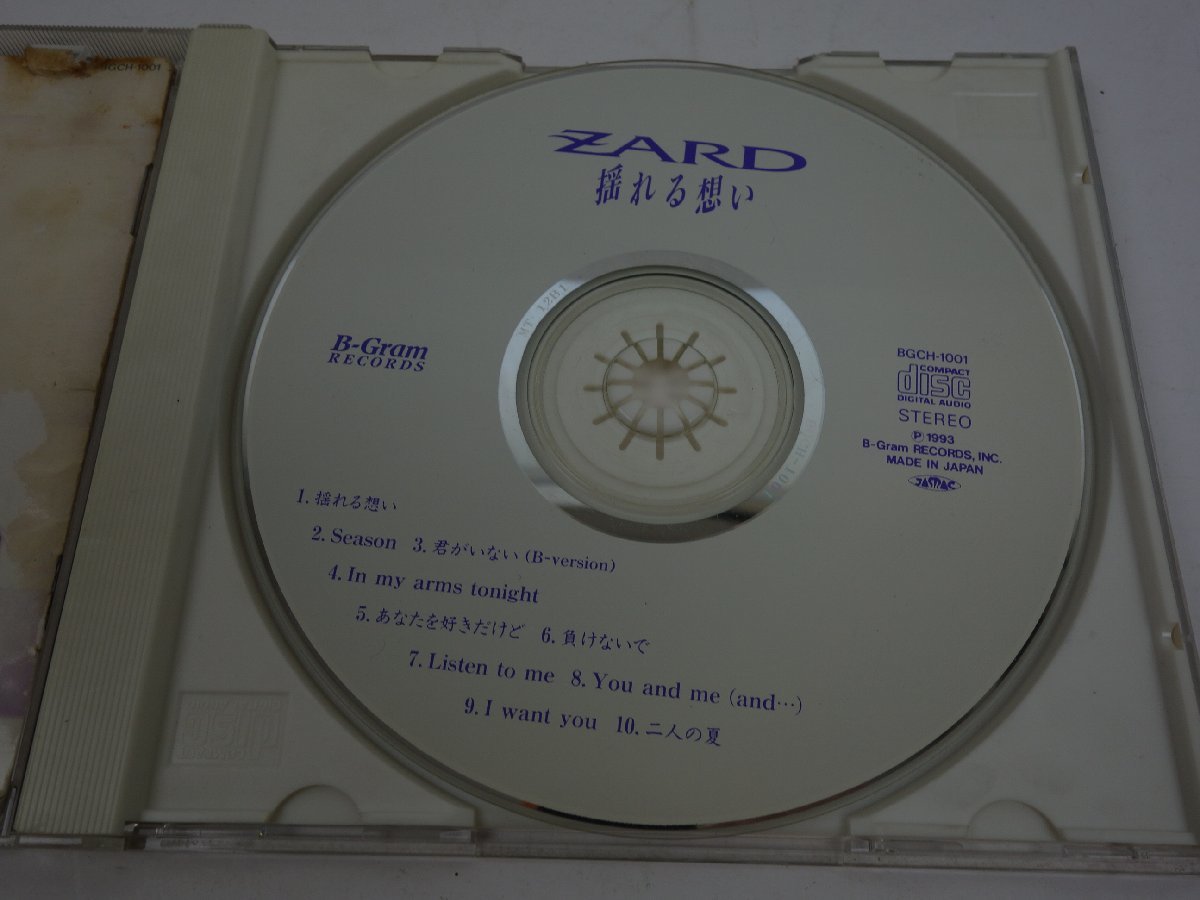 BGCH-1001
ZARD
揺れる想い
B-Gram
RECORDS
BGCH-1001
COMPACT
disc
DIGITAL AUDIO
STEREO
Ⓟ1993
B-Gram RECORDS, INC.
MADE IN JAPAN
JASRAC
1. 揺れる想い
2. Season 3. 君がいない (B-version)
4. In my arms tonight
5. あなたを好きだけど 6. 負けないで
7. Listen to me 8. You and me (and…)
9. I want you 10. 二人の夏